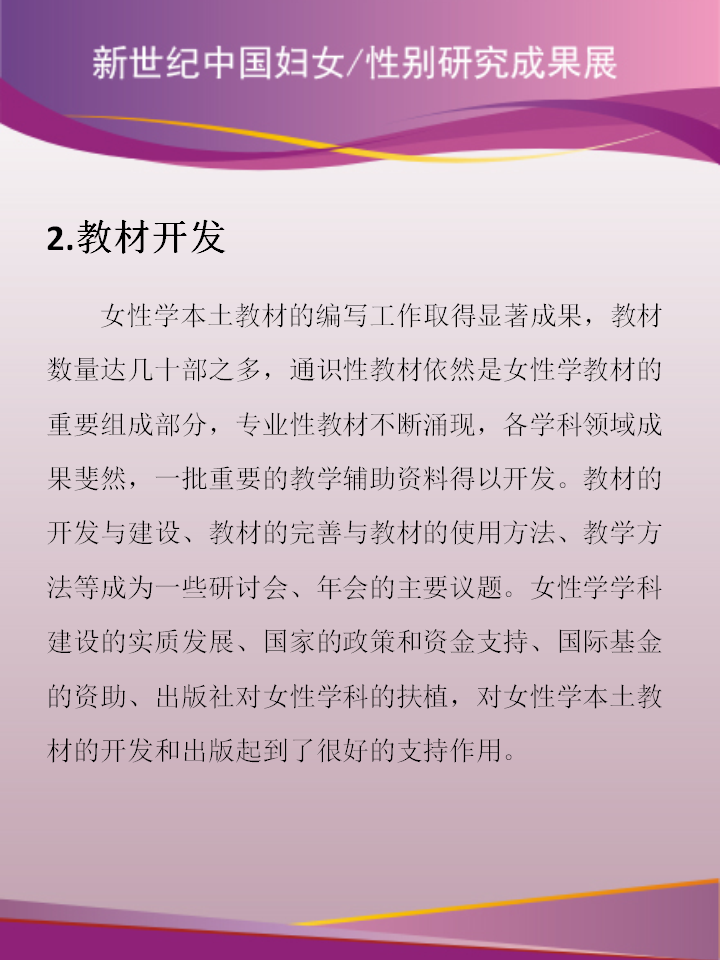 新世纪中国妇女/性别研究成果展
2.教材开发
女性学本土教材的编写工作取得显著成果，教材
数量达几十部之多，通识性教材依然是女性学教材的
重要组成部分，专业性教材不断涌现，各学科领域成
果斐然，一批重要的教学辅助资料得以开发。教材的
开发与建设、教材的完善与教材的使用方法、教学方
法等成为一些研讨会、年会的主要议题。女性学学科
建设的实质发展、国家的政策和资金支持、国际基金
的资助、出版社对女性学科的扶植，对女性学本土教
材的开发和出版起到了很好的支持作用。